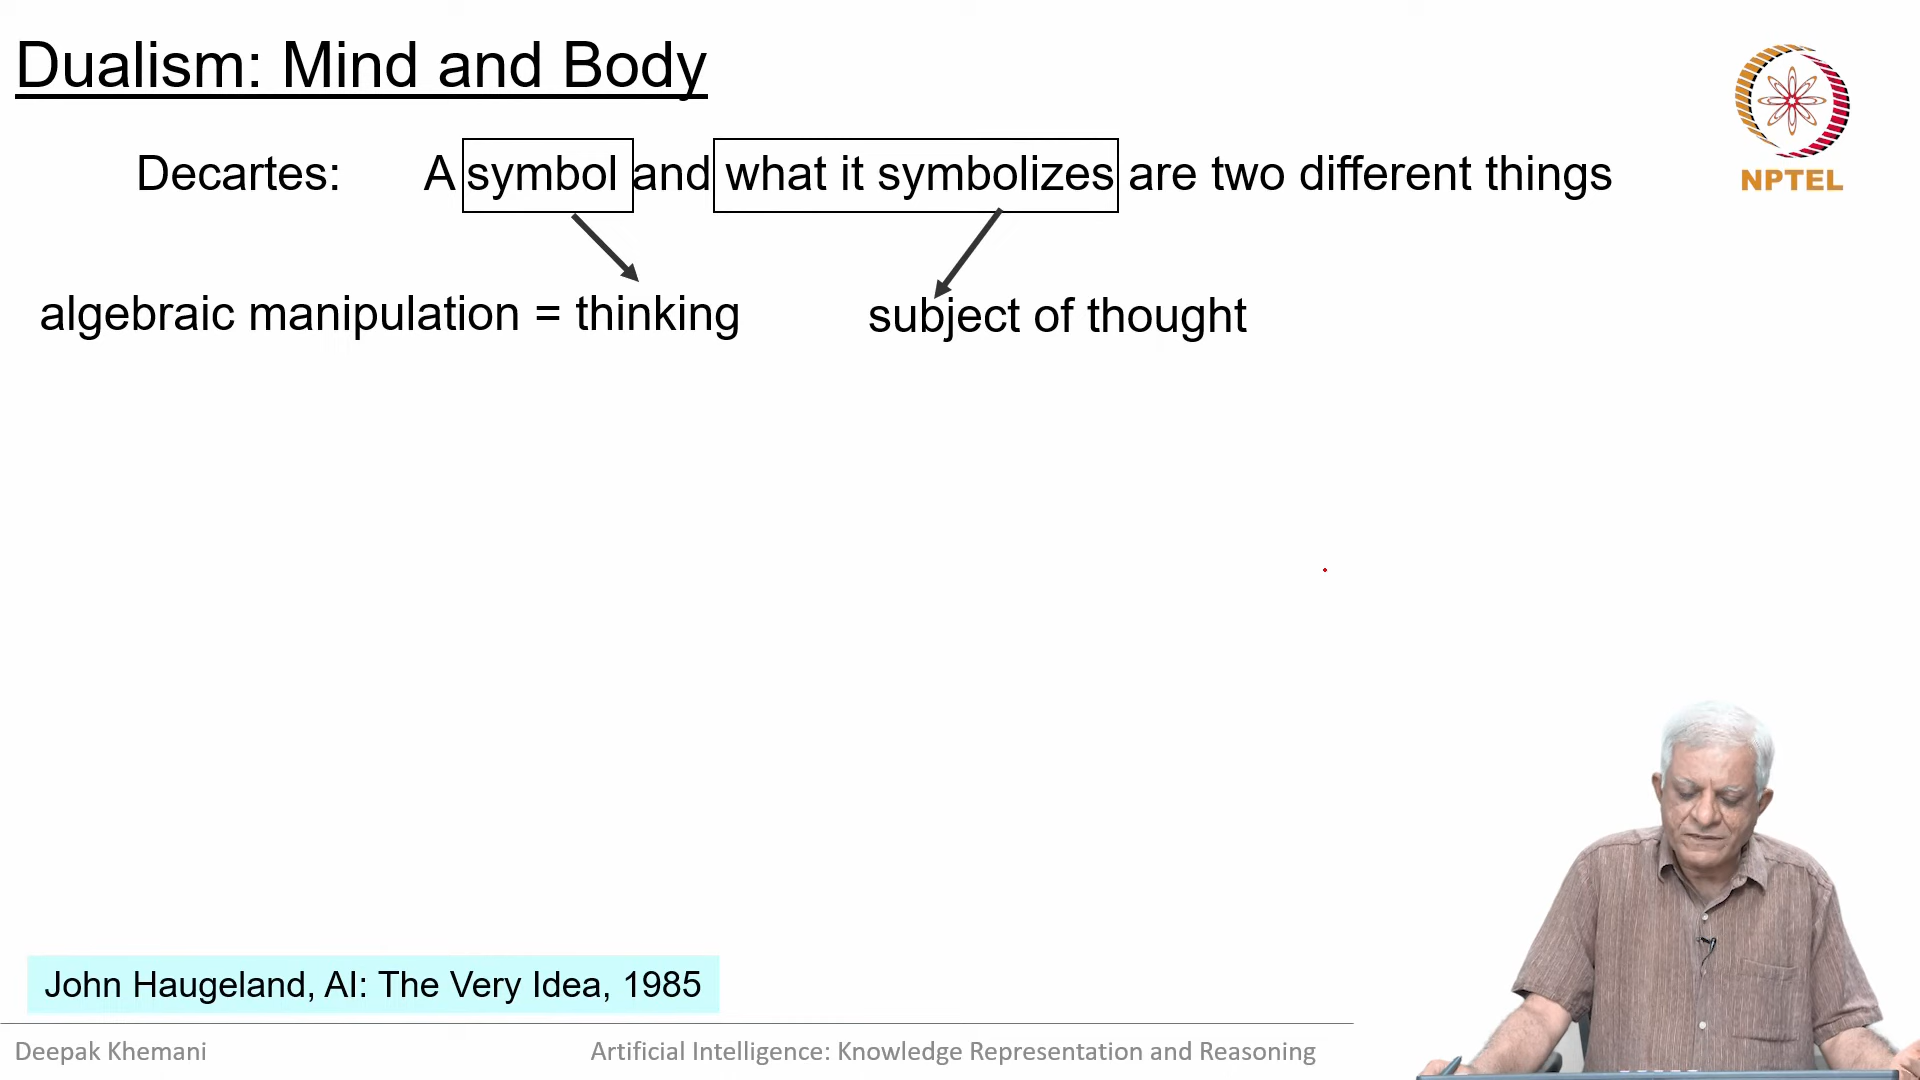 Dualism: Mind and Body
Decartes: A symbol and what it symbolizes are two different things
algebraic manipulation = thinking subject of thought
NPTEL
John Haugeland, AI: The Very Idea, 1985
Deepak Khemani Artificial Intelligence: Knowledge Representation and Reasoning